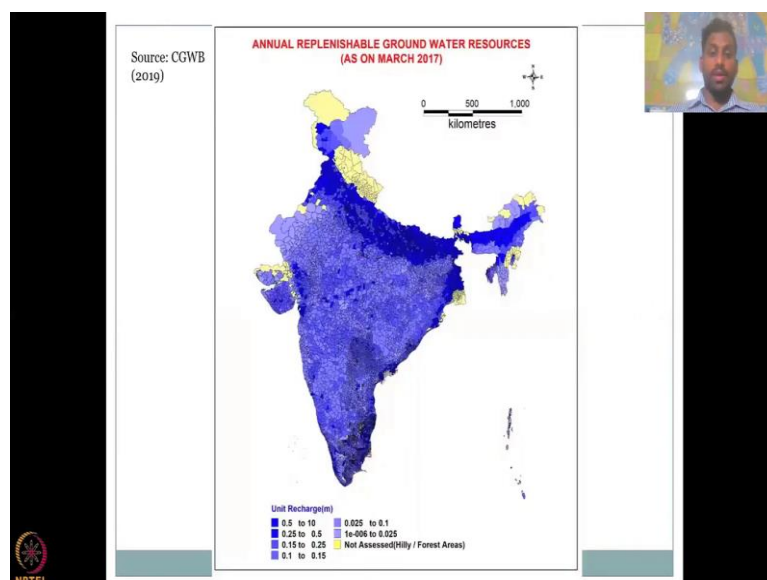 Source: CGWB
(2019)
ANNUAL REPLENISHABLE GROUND WATER RESOURCES
(AS ON MARCH 2017)
N
W E
S
0 500 1,000
kilometres
Unit Recharge(m)
0.5 to 10
0.25 to 0.5
0.15 to 0.25
0.1 to 0.15
0.025 to 0.1
1e-006 to 0.025
Not Assessed(Hilly / Forest Areas)
NPTEL